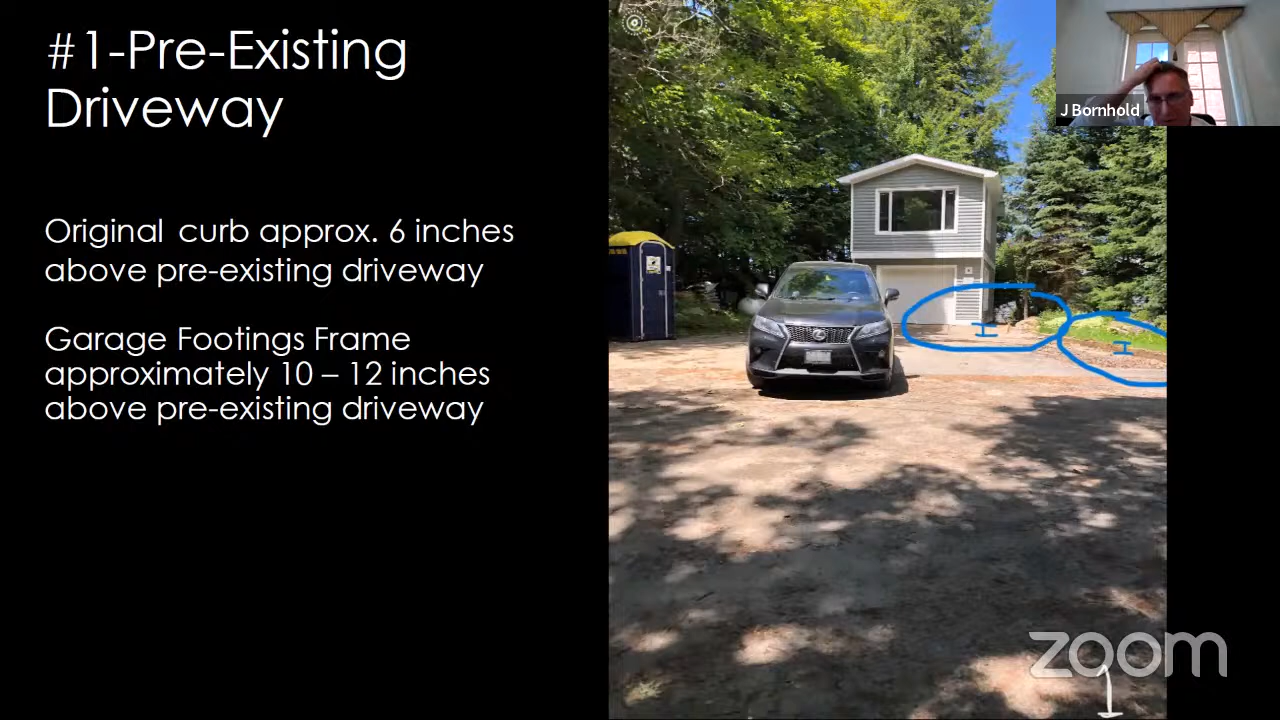 #1-Pre-Existing
Driveway
Original curb approx. 6 inches
above pre-existing driveway
Garage Footings Frame
approximately 10 – 12 inches
above pre-existing driveway
J Bornhold
I
I
zoom
1